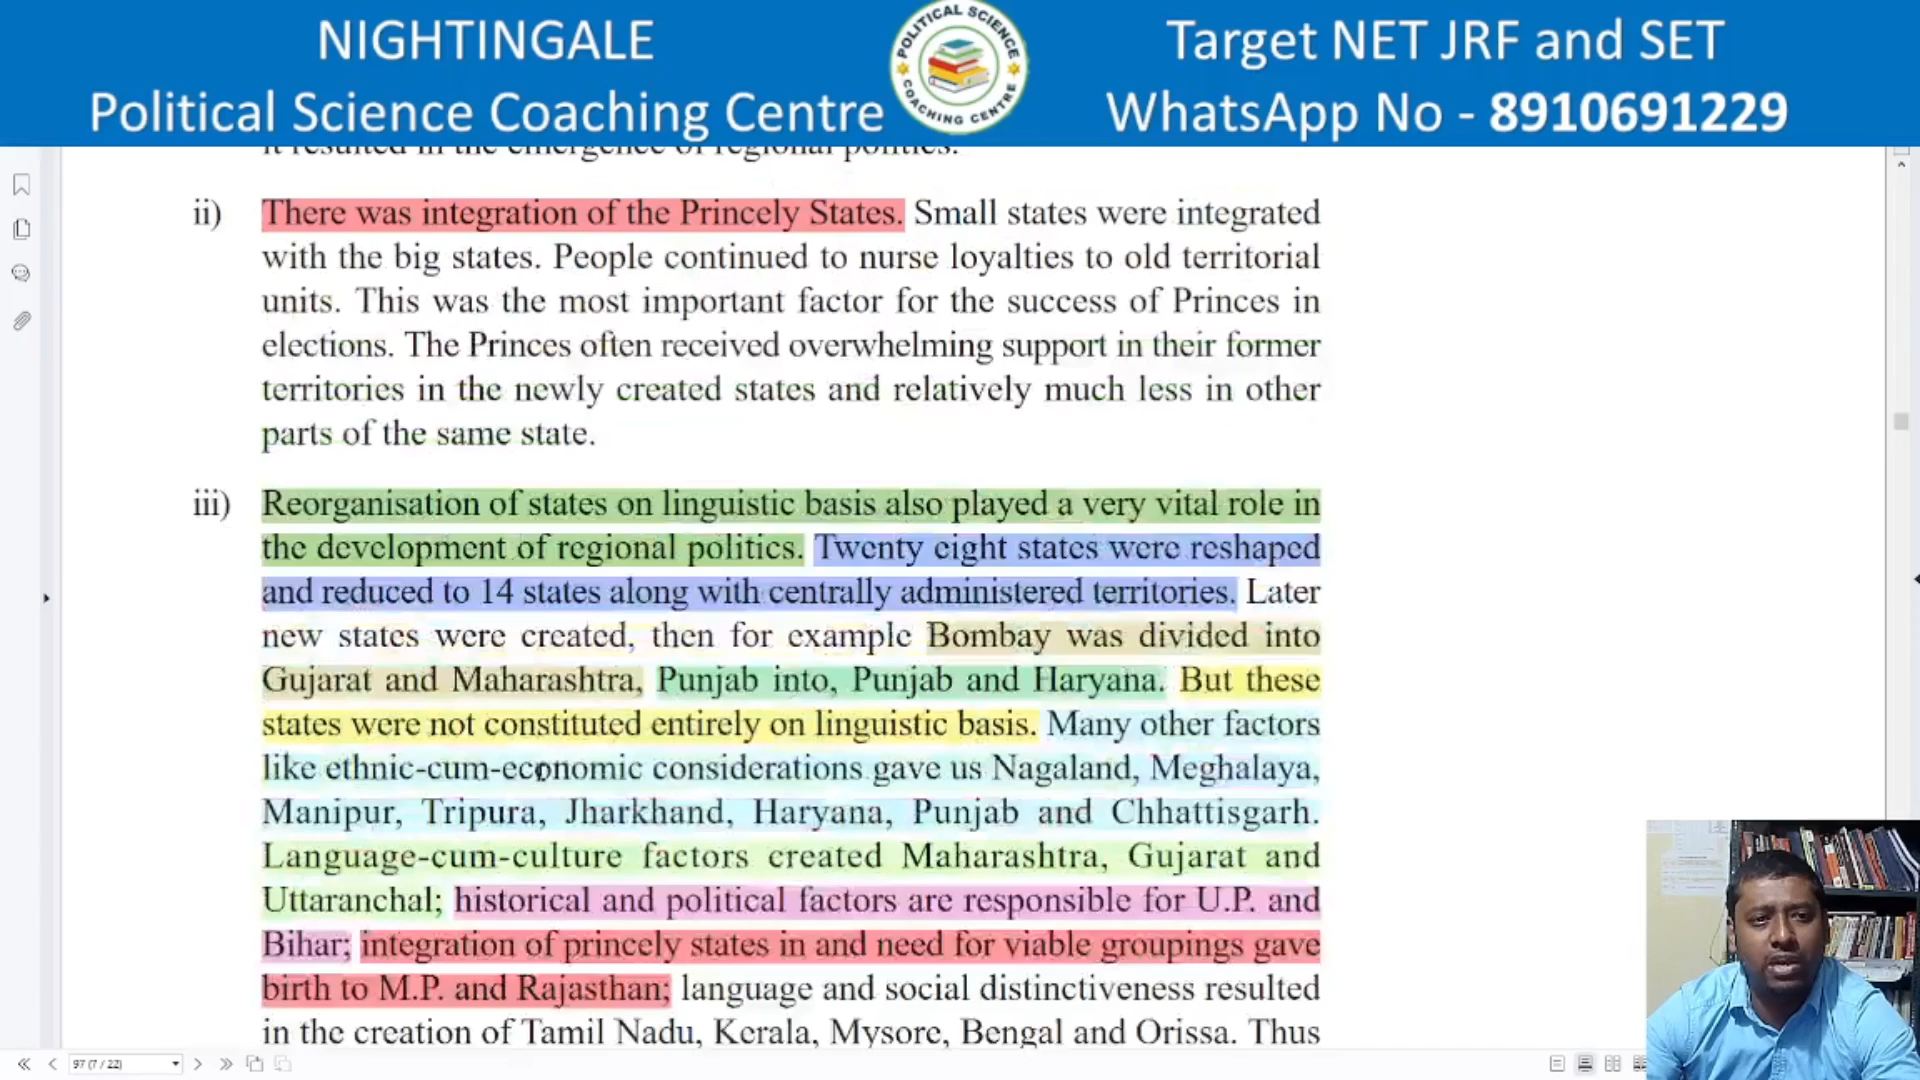 NIGHTINGALE
Political Science Coaching Centre
POLITICAL SCIENCE
COACHING CENTRE
Target NET JRF and SET
WhatsApp No - 8910691229
it resulted in the emergence of regional politics.
ii) There was integration of the Princely States. Small states were integrated
with the big states. People continued to nurse loyalties to old territorial
units. This was the most important factor for the success of Princes in
elections. The Princes often received overwhelming support in their former
territories in the newly created states and relatively much less in other
parts of the same state.
iii) Reorganisation of states on linguistic basis also played a very vital role in
the development of regional politics. Twenty eight states were reshaped
and reduced to 14 states along with centrally administered territories. Later
new states were created, then for example Bombay was divided into
Gujarat and Maharashtra, Punjab into, Punjab and Haryana. But these
states were not constituted entirely on linguistic basis. Many other factors
like ethnic-cum-economic considerations gave us Nagaland, Meghalaya,
Manipur, Tripura, Jharkhand, Haryana, Punjab and Chhattisgarh.
Language-cum-culture factors created Maharashtra, Gujarat and
Uttaranchal; historical and political factors are responsible for U.P. and
Bihar; integration of princely states in and need for viable groupings gave
birth to M.P. and Rajasthan; language and social distinctiveness resulted
in the creation of Tamil Nadu, Kerala, Mysore, Bengal and Orissa. Thus
97 (7 / 22)